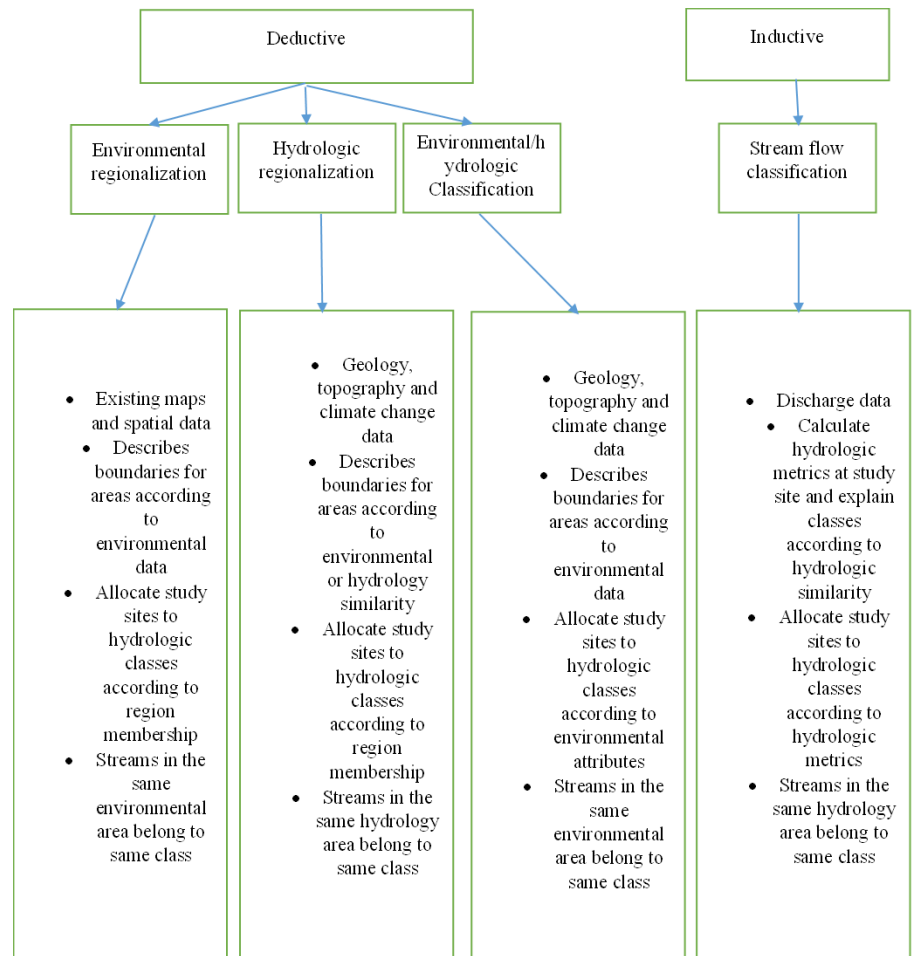 Deductive
Inductive
Environmental
regionalization
Hydrologic
regionalization
Environmental/h
ydrologic
Classification
Stream flow
classification
• Existing maps
and spatial data
• Describes
boundaries for
areas according
to
environmental
data
• Allocate study
sites to
hydrologic
classes
according to
region
membership
• Streams in the
same
environmental
area belong to
same class
• Geology,
topography and
climate change
data
• Describes
boundaries for
areas according
to
environmental
or hydrology
similarity
• Allocate study
sites to
hydrologic
classes
according to
region
membership
• Streams in the
same hydrology
area belong to
same class
• Geology,
topography and
climate change
data
• Describes
boundaries for
areas according
to
environmental
data
• Allocate study
sites to
hydrologic
classes
according to
environmental
attributes
• Streams in the
same
environmental
area belong to
same class
• Discharge data
• Calculate
hydrologic
metrics at study
site and explain
classes
according to
hydrologic
similarity
• Allocate study
sites to
hydrologic
classes
according to
hydrologic
metrics
• Streams in the
same hydrology
area belong to
same class